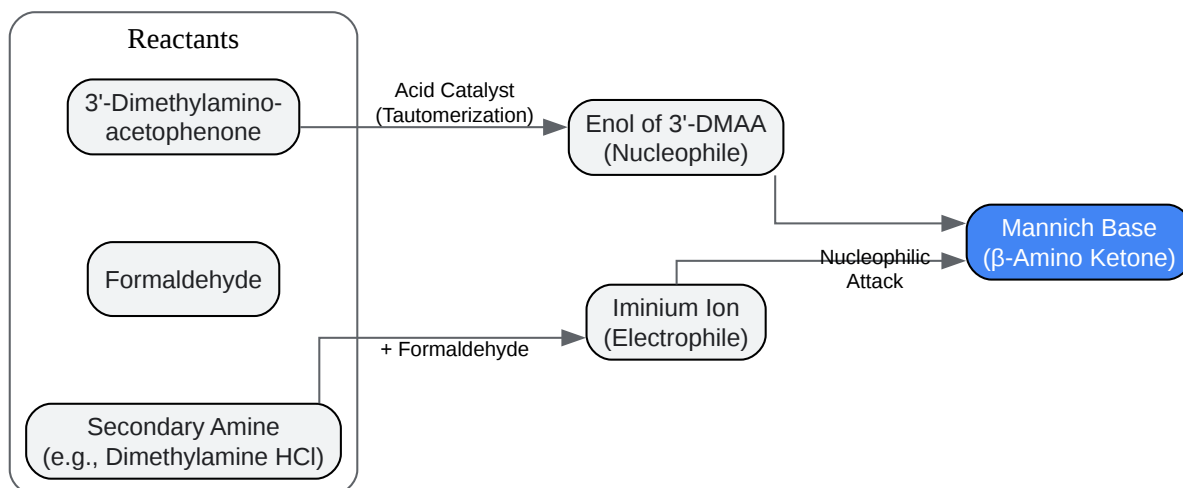 Reactants
3'-Dimethylamino-
acetophenone
Acid Catalyst
(Tautomerization)
Enol of 3'-DMAA
(Nucleophile)
Mannich Base
(β-Amino Ketone)
Formaldehyde
Nucleophilic
Attack
Iminium Ion
(Electrophile)
+ Formaldehyde
Secondary Amine
(e.g., Dimethylamine HCl)